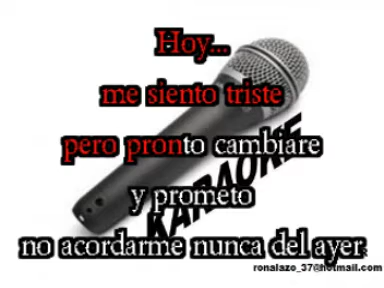 Hoy...
me siento triste
pero pronto cambiare
y prometo
KARAOKE
no acordarme nunca del ayer
ronalazo_37@hotmail.com